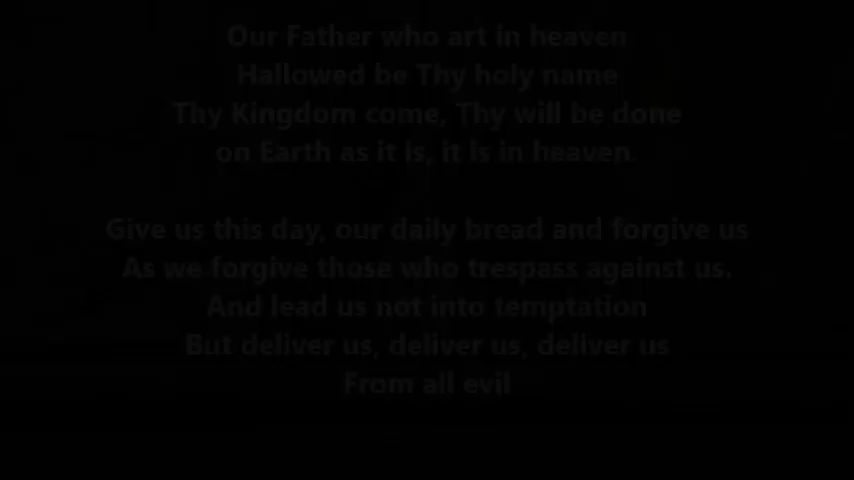 Our Father who art in heaven
Hallowed be Thy holy name
Thy Kingdom come, Thy will be done
on Earth as it is, it is in heaven.
Give us this day, our daily bread and forgive us
As we forgive those who trespass against us.
And lead us not into temptation
But deliver us, deliver us, deliver us
From all evil